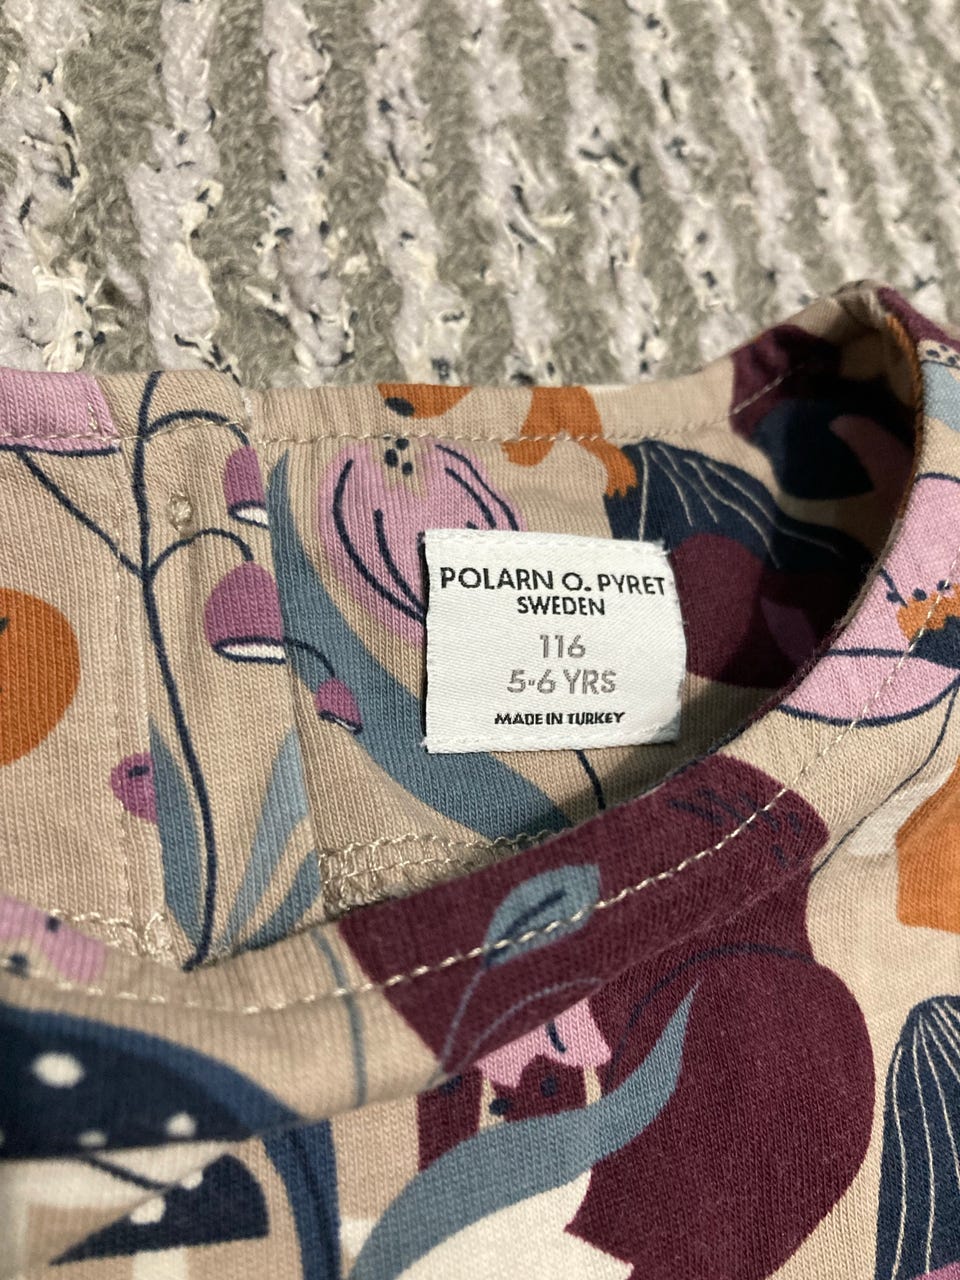 POLARN O. PYRET
SWEDEN
116
5-6 YRS
MADE IN TURKEY